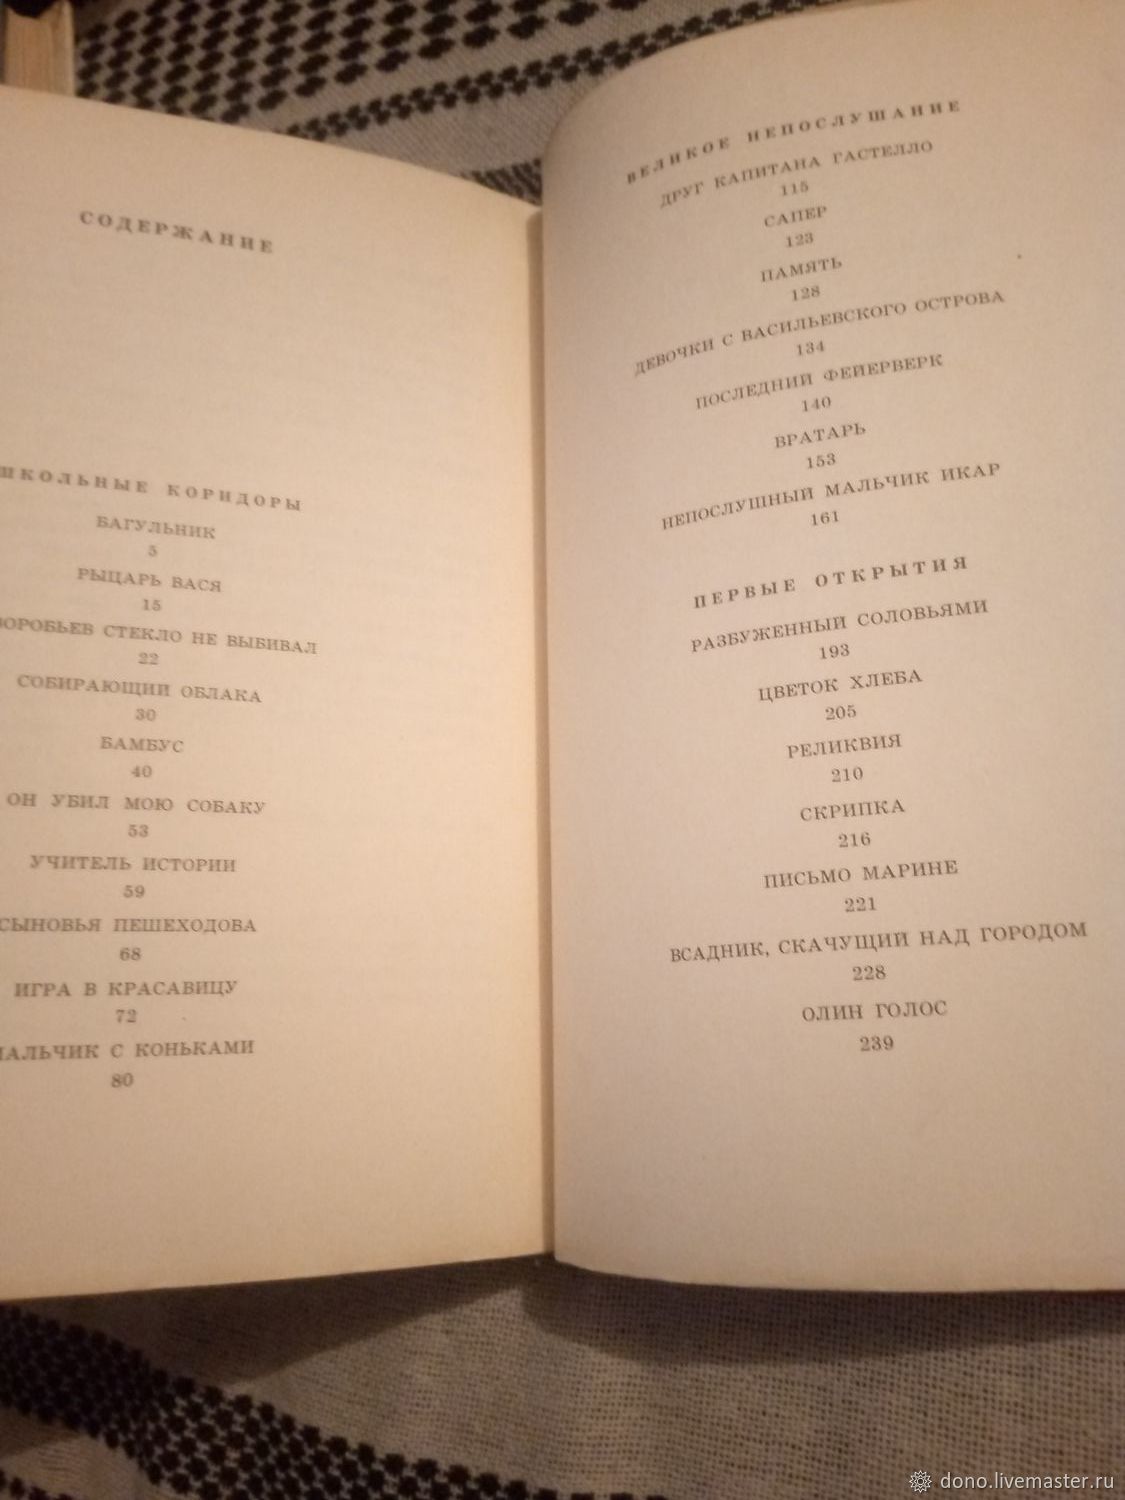 СОДЕРЖАНИЕ
ШКОЛЬНЫЕ КОРИДОРЫ
БАГУЛЬНИК
5
РЫЦАРЬ ВАСЯ
15
ВОРОБЬЕВ СТЕКЛО НЕ ВЫБИВАЛ
22
СОБИРАЮЩИЙ ОБЛАКА
30
БАМБУС
40
ОН УБИЛ МОЮ СОБАКУ
53
УЧИТЕЛЬ ИСТОРИИ
59
СЫНОВЬЯ ПЕШЕХОДОВА
68
ИГРА В КРАСАВИЦУ
72
МАЛЬЧИК С КОНЬКАМИ
80
ВЕЛИКОЕ НЕПОСЛУШАНИЕ
ДРУГ КАПИТАНА ГАСТЕЛЛО
115
САПЕР
123
ПАМЯТЬ
128
ДЕВОЧКИ С ВАСИЛЬЕВСКОГО ОСТРОВА
134
ПОСЛЕДНИЙ ФЕЙЕРВЕРК
140
ВРАТАРЬ
153
НЕПОСЛУШНЫЙ МАЛЬЧИК ИКАР
161
ПЕРВЫЕ ОТКРЫТИЯ
РАЗБУЖЕННЫЙ СОЛОВЬЯМИ
193
ЦВЕТОК ХЛЕБА
205
РЕЛИКВИЯ
210
СКРИПКА
216
ПИСЬМО МАРИНЕ
221
ВСАДНИК, СКАЧУЩИЙ НАД ГОРОДОМ
228
ОЛИН ГОЛОС
239
dono.livemaster.ru